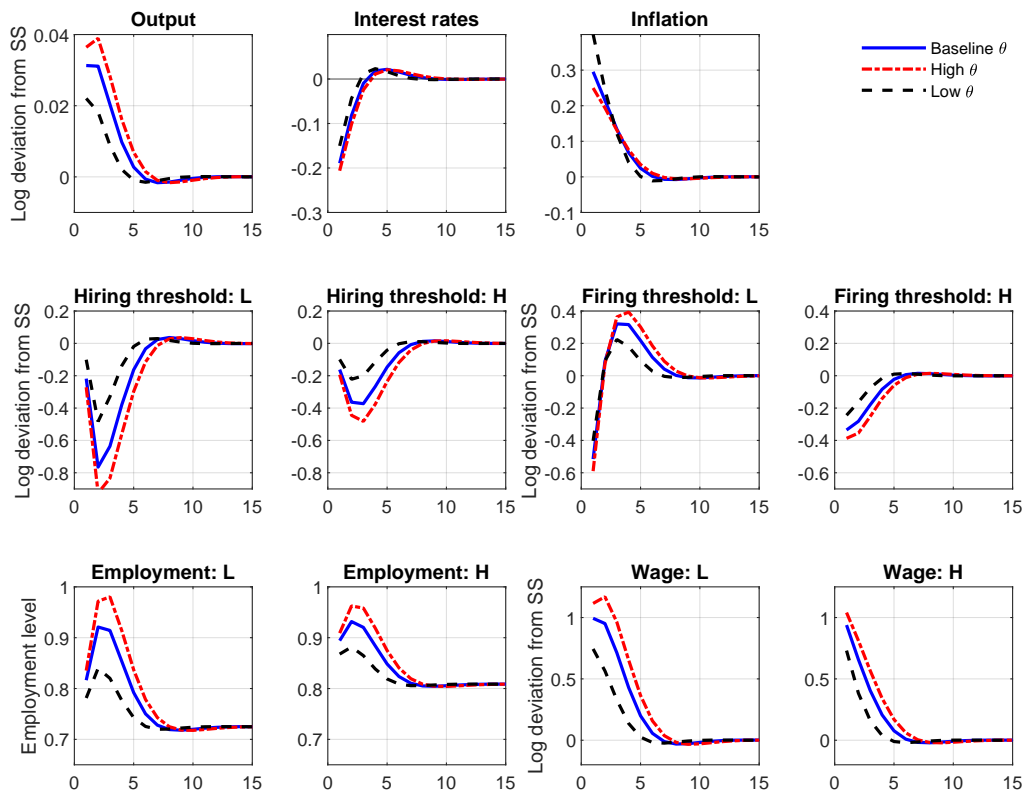 Output
Interest rates
Inflation
Log deviation from SS
0.04
0.02
0
0 5 10 15
0
-0.1
-0.2
-0.3
0 5 10 15
0.3
0.2
0.1
0
-0.1
0 5 10 15
Baseline θ
High θ
Low θ
Hiring threshold: L
Hiring threshold: H
Firing threshold: L
Firing threshold: H
Log deviation from SS
0.2
0
-0.2
-0.4
-0.6
-0.8
0 5 10 15
0.2
0
-0.2
-0.4
-0.6
-0.8
0 5 10 15
Log deviation from SS
0.4
0.2
0
0.2
0.4
0.6
0 5 10 15
0.4
0.2
0
0.2
0.4
0.6
0 5 10 15
Employment: L
Employment: H
Wage: L
Wage: H
Employment level
1
0.9
0.8
0.7
0 5 10 15
1
0.9
0.8
0.7
0 5 10 15
Log deviation from SS
1
0.5
0
0 5 10 15
1
0.5
0
0 5 10 15